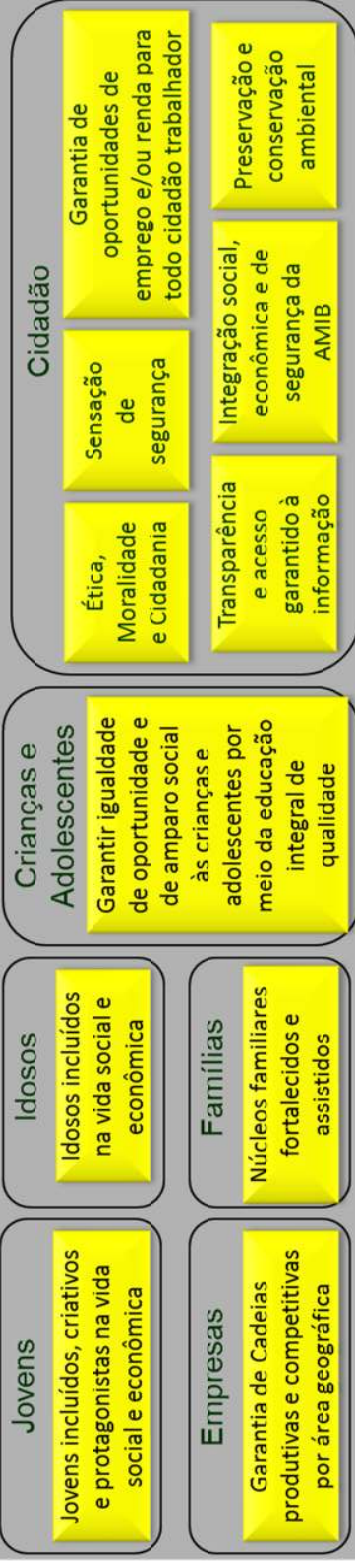 Jovens
Jovens incluídos, criativos
e protagonistas na vida
social e econômica
Idosos
Idosos incluídos
na vida social e
econômica
Empresas
Garantia de Cadeias
produtivas e competitivas
por área geográfica
Famílias
Núcleos familiares
fortalecidos e
assistidos
Crianças e
Adolescentes
Garantir igualdade
de oportunidade e
de amparo social
às crianças e
adolescentes por
meio da educação
integral de
qualidade
Cidadão
Ética,
Moralidade
e Cidadania
Sensação
de
segurança
Garantia de
oportunidades de
emprego e/ou renda para
todo cidadão trabalhador
Transparência
e acesso
garantido à
informação
Integração social,
econômica e de
segurança da
AMIB
Preservação e
conservação
ambiental